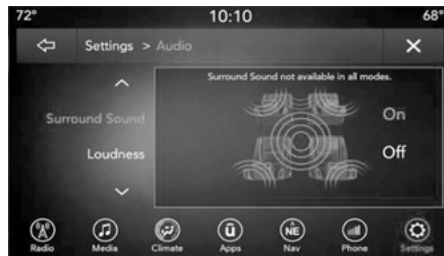 72°
10:10
68°
Settings > Audio
X
Surround Sound not available in all modes.
Surround Sound
On
Loudness
Off
Radio
Media
Climate
ü
Apps
NE
Nav
Phone
Settings